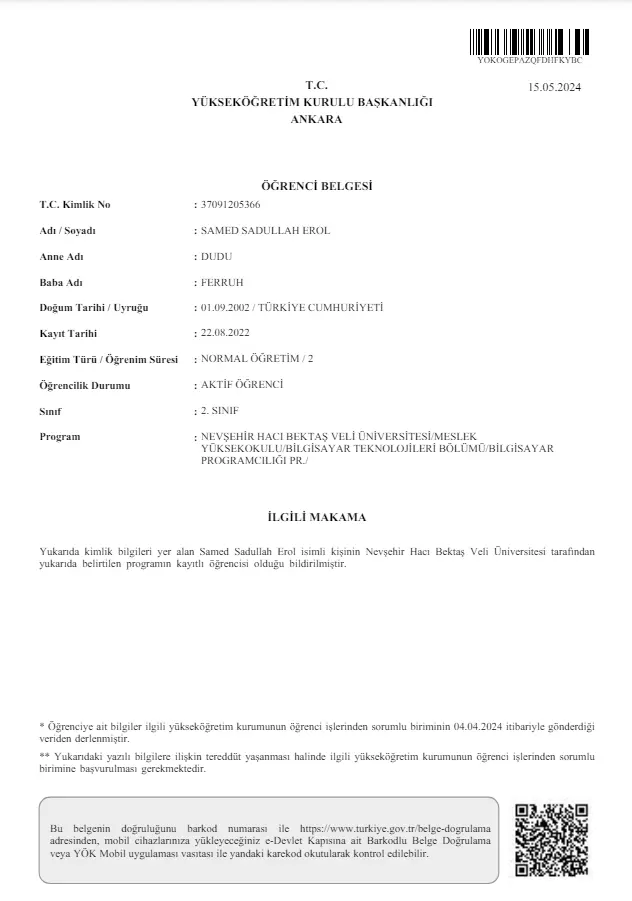 YOKOGEPAZQFDHFKYBC
T.C.
15.05.2024
YÜKSEKÖĞRETİM KURULU BAŞKANLIĞI
ANKARA
ÖĞRENCİ BELGESİ
T.C. Kimlik No : 37091205366
Adı / Soyadı : SAMED SADULLAH EROL
Anne Adı : DUDU
Baba Adı : FERRUH
Doğum Tarihi / Uyruğu : 01.09.2002 / TÜRKİYE CUMHURİYETİ
Kayıt Tarihi : 22.08.2022
Eğitim Türü / Öğrenim Süresi : NORMAL ÖĞRETİM / 2
Öğrencilik Durumu : AKTİF ÖĞRENCİ
Sınıf : 2. SINIF
Program : NEVŞEHİR HACI BEKTAŞ VELİ ÜNİVERSİTESİ/MESLEK
YÜKSEKOKULU/BİLGİSAYAR TEKNOLOJİLERİ BÖLÜMÜ/BİLGİSAYAR
PROGRAMCILIĞI PR./
İLGİLİ MAKAMA
Yukarıda kimlik bilgileri yer alan Samed Sadullah Erol isimli kişinin Nevşehir Hacı Bektaş Veli Üniversitesi tarafından
yukarıda belirtilen programın kayıtlı öğrencisi olduğu bildirilmiştir.
* Öğrenciye ait bilgiler ilgili yükseköğretim kurumunun öğrenci işlerinden sorumlu biriminin 04.04.2024 itibariyle gönderdiği
veriden derlenmiştir.
** Yukarıdaki yazılı bilgilere ilişkin tereddüt yaşanması halinde ilgili yükseköğretim kurumunun öğrenci işlerinden sorumlu
birimine başvurulması gerekmektedir.
Bu belgenin doğruluğunu barkod numarası ile https://www.turkiye.gov.tr/belge-dogrulama
adresinden, mobil cihazlarınıza yükleyeceğiniz e-Devlet Kapısına ait Barkodlu Belge Doğrulama
veya YÖK Mobil uygulaması vasıtası ile yandaki karekod okutularak kontrol edilebilir.